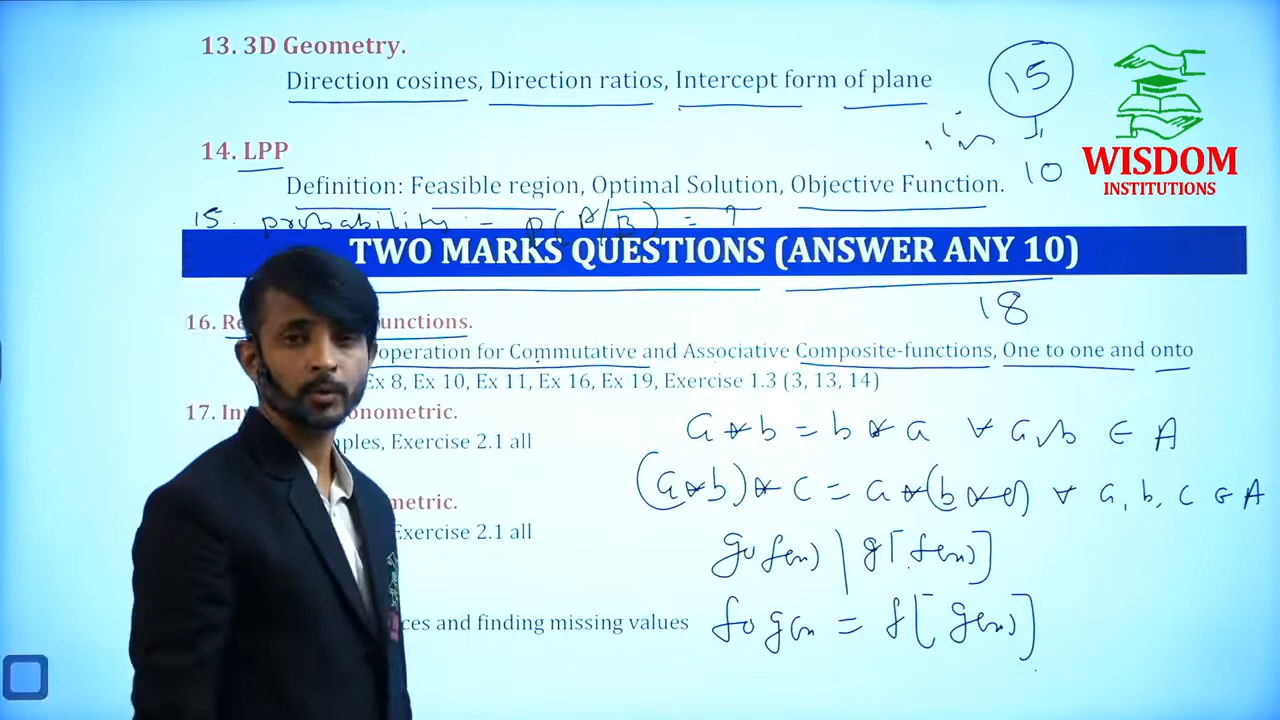 13. 3D Geometry.
Direction cosines, Direction ratios, Intercept form of plane
15
10
WISDOM
INSTITUTIONS
14. LPP
Definition: Feasible region, Optimal Solution, Objective Function.
15. probability - P(A/B) = ?
TWO MARKS QUESTIONS (ANSWER ANY 10)
18
16. Re unctions.
operation for Commutative and Associative Composite-functions, One to one and onto
Ex 8, Ex 10, Ex 11, Ex 16, Ex 19, Exercise 1.3 (3, 13, 14)
17. In onometric.
ples, Exercise 2.1 all
a * b = b * a ∀ a, b ∈ A
(a * b) * c = a * (b * c) ∀ a, b, c ∈ A
metric.
Exercise 2.1 all
gof(x) | g[f(x)]
ces and finding missing values
fog(x = f[g(x)]